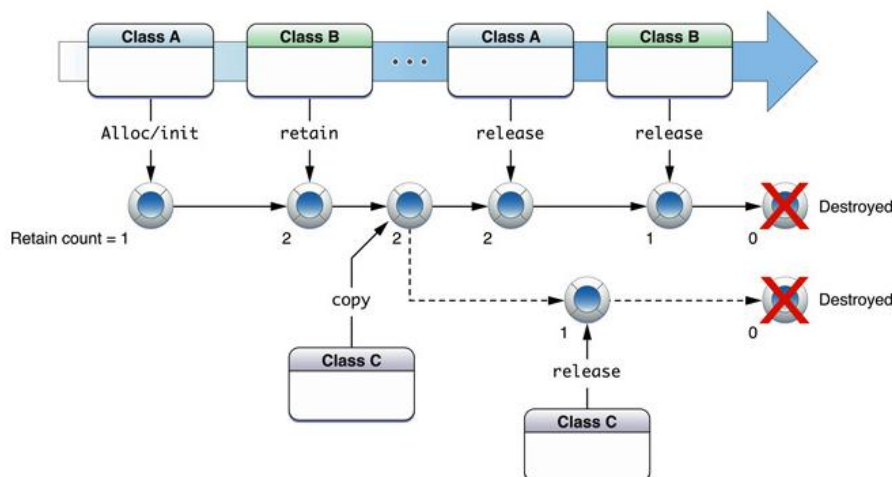 Class A
Class B
Class A
Class B
Alloc/init
retain
release
release
Destroyed
Retain count = 1
2
2
2
1
0
copy
Destroyed
1
0
Class C
release
Class C